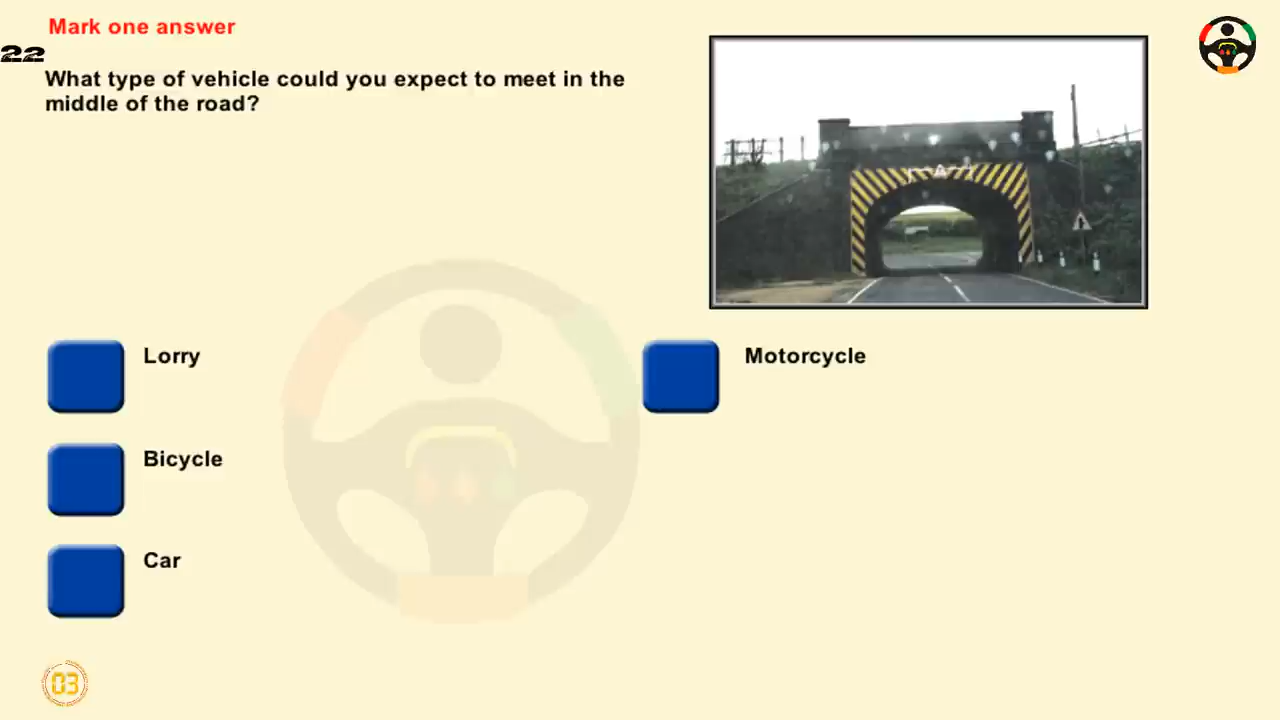 Mark one answer
22
What type of vehicle could you expect to meet in the
middle of the road?
Lorry
Motorcycle
Bicycle
Car
03